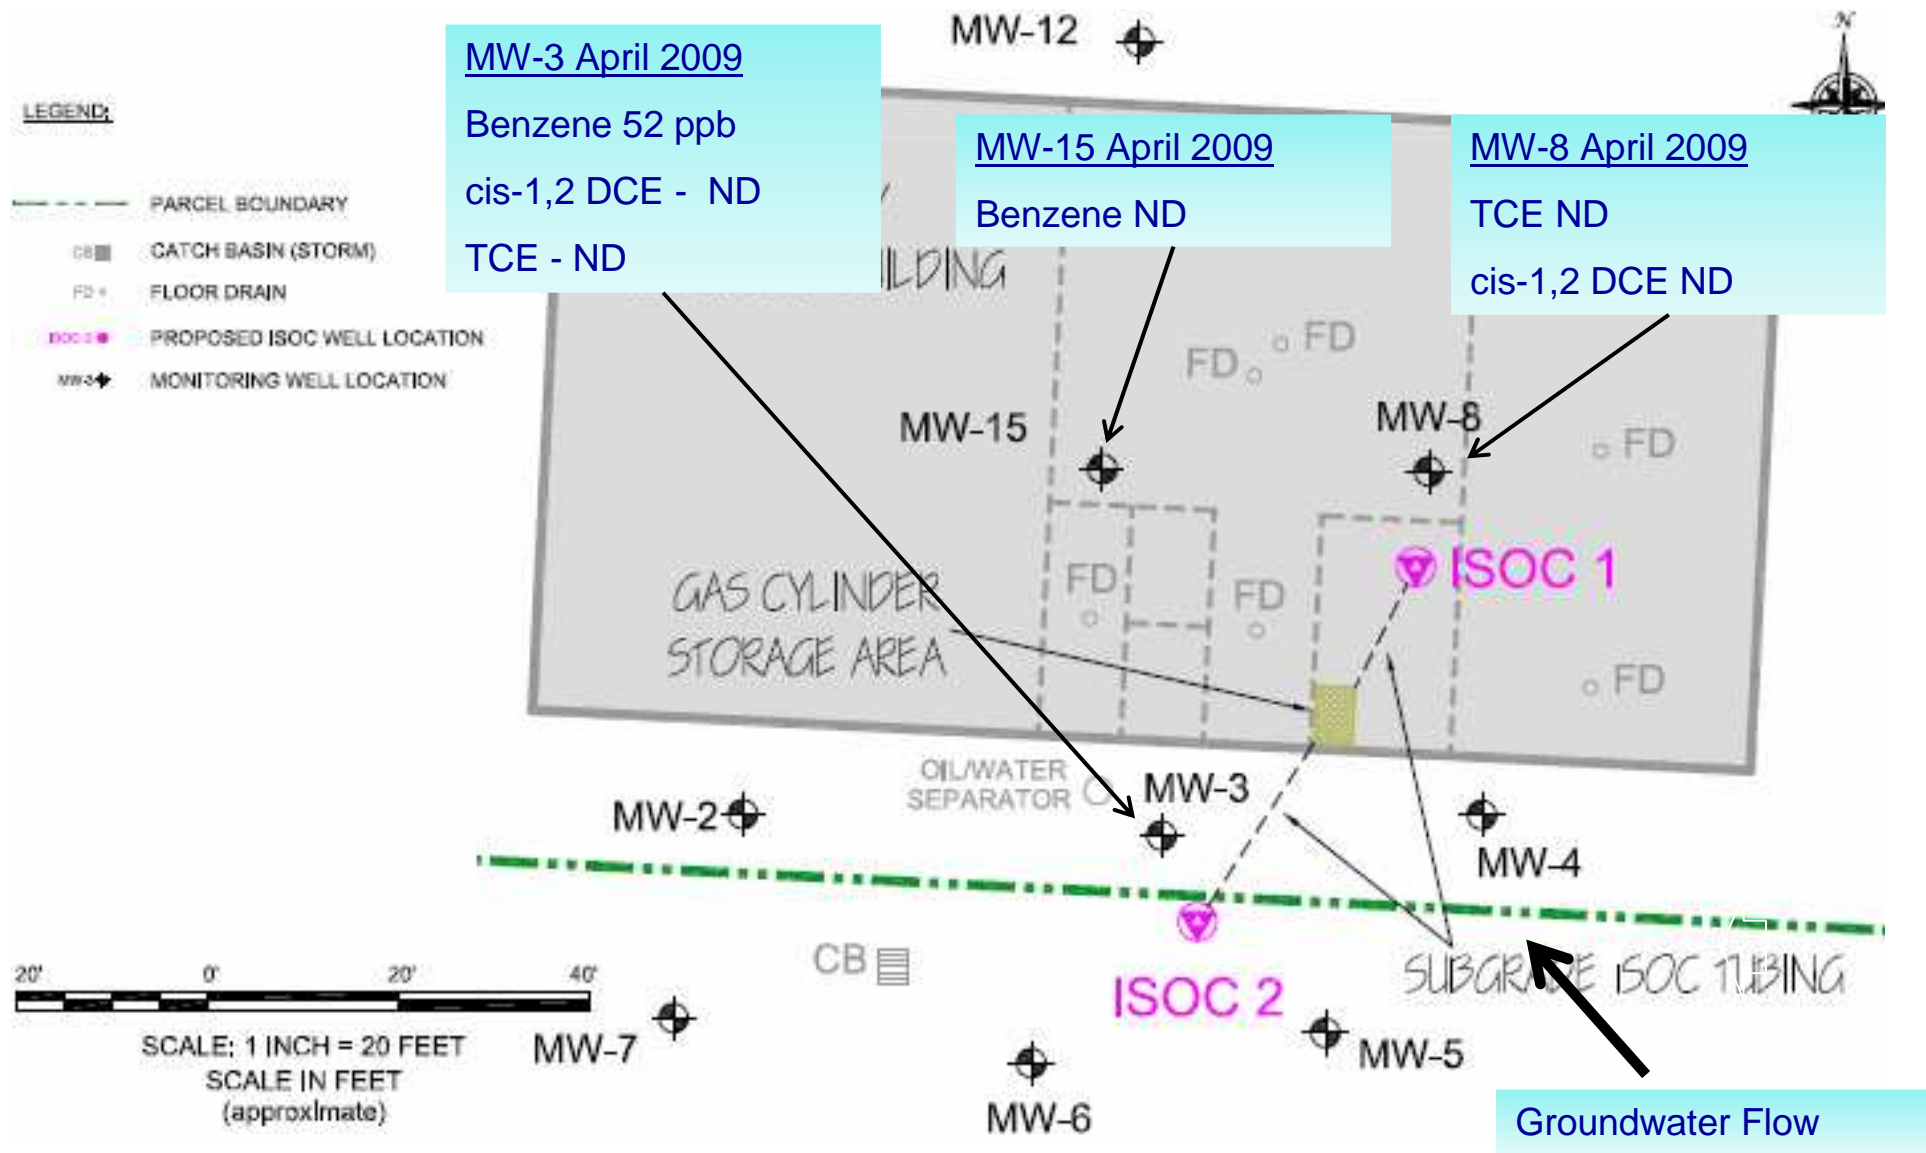 MW-12
N
MW-3 April 2009
Benzene 52 ppb
cis-1,2 DCE - ND
TCE - ND
MW-15 April 2009
Benzene ND
MW-8 April 2009
TCE ND
cis-1,2 DCE ND
LEGEND:
PARCEL BOUNDARY
CB
CATCH BASIN (STORM)
FD
FLOOR DRAIN
PROPOSED ISOC WELL LOCATION
MW-3
MONITORING WELL LOCATION
FD
FD
MW-15
MW-8
FD
ISOC 1
GAS CYLINDER
STORAGE AREA
FD
FD
FD
OIL/WATER
SEPARATOR
MW-3
MW-2
MW-4
CB
SUBGRADE ISOC TUBING
ISOC 2
20' 0' 20' 40'
SCALE: 1 INCH = 20 FEET
SCALE IN FEET
(approximate)
MW-7
MW-5
MW-6
Groundwater Flow